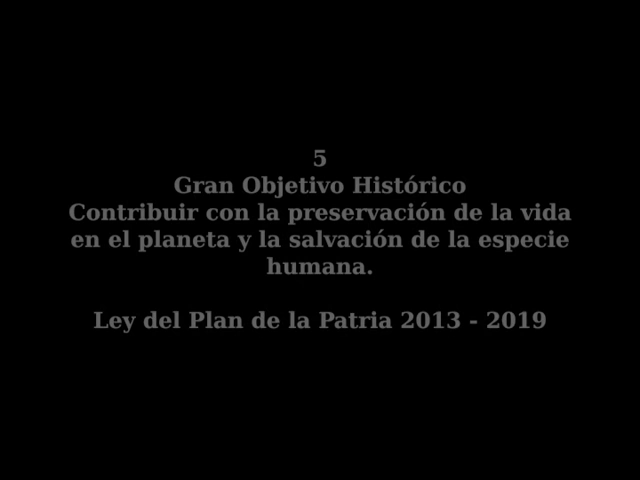 5
Gran Objetivo Histórico
Contribuir con la preservación de la vida
en el planeta y la salvación de la especie
humana.
Ley del Plan de la Patria 2013 - 2019